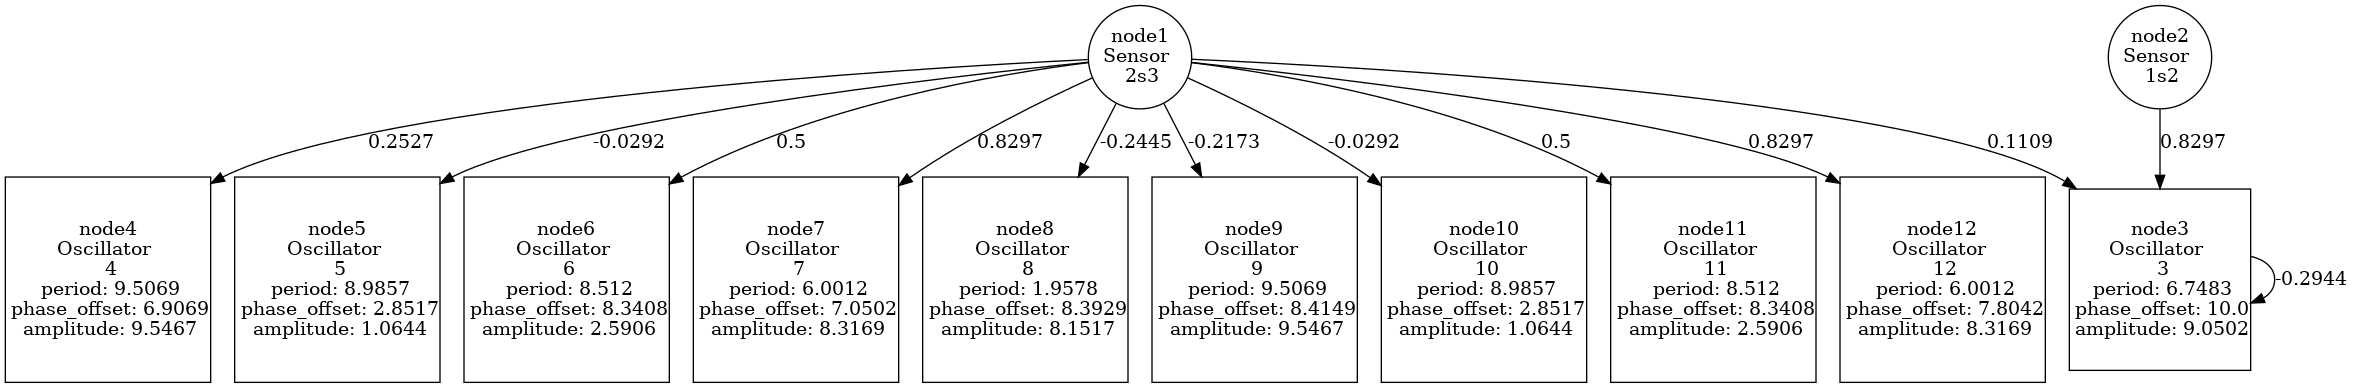 node1
Sensor
2s3
node2
Sensor
1s2
0.2527
-0.0292
0.5
0.8297
-0.2445
-0.2173
-0.0292
0.5
0.8297
0.1109
0.8297
node4
Oscillator
4
period: 9.5069
phase_offset: 6.9069
amplitude: 9.5467
node5
Oscillator
5
period: 8.9857
phase_offset: 2.8517
amplitude: 1.0644
node6
Oscillator
6
period: 8.512
phase_offset: 8.3408
amplitude: 2.5906
node7
Oscillator
7
period: 6.0012
phase_offset: 7.0502
amplitude: 8.3169
node8
Oscillator
8
period: 1.9578
phase_offset: 8.3929
amplitude: 8.1517
node9
Oscillator
9
period: 9.5069
phase_offset: 8.4149
amplitude: 9.5467
node10
Oscillator
10
period: 8.9857
phase_offset: 2.8517
amplitude: 1.0644
node11
Oscillator
11
period: 8.512
phase_offset: 8.3408
amplitude: 2.5906
node12
Oscillator
12
period: 6.0012
phase_offset: 7.8042
amplitude: 8.3169
node3
Oscillator
3
period: 6.7483
phase_offset: 10.0
amplitude: 9.0502
-0.2944